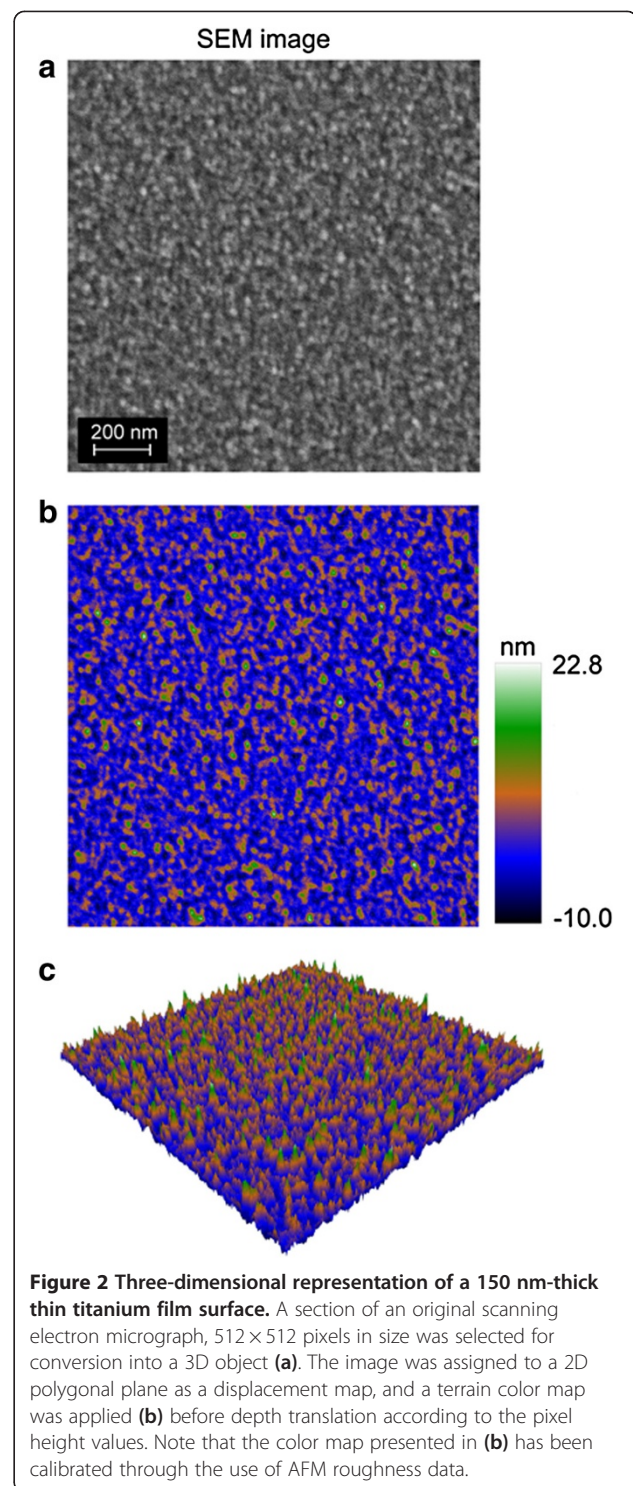 SEM image
a
200 nm
b
nm
22.8
-10.0
c
Figure 2 Three-dimensional representation of a 150 nm-thick
thin titanium film surface. A section of an original scanning
electron micrograph, 512 × 512 pixels in size was selected for
conversion into a 3D object (a). The image was assigned to a 2D
polygonal plane as a displacement map, and a terrain color map
was applied (b) before depth translation according to the pixel
height values. Note that the color map presented in (b) has been
calibrated through the use of AFM roughness data.